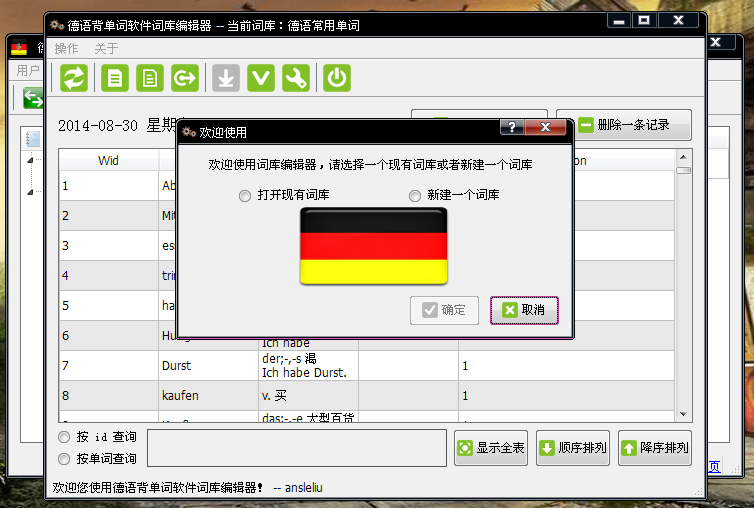 德语背单词软件词库编辑器 -- 当前词库：德语常用单词
操作 关于
用户
2014-08-30 星期
删除一条记录
欢迎使用
欢迎使用词库编辑器，请选择一个现有词库或者新建一个词库
打开现有词库
新建一个词库
确定
取消
Wid
on
1 Ab
2 Mit
3 ess
4 trin
5 ha
6 Hung
Ich habe
7 Durst der;-,-s 渴 1
Ich habe Durst.
8 kaufen v. 买 1
das;-,-e 大型百货
按 id 查询
按单词查询
显示全表
顺序排列
降序排列
页
欢迎您使用德语背单词软件词库编辑器！ -- ansleliu